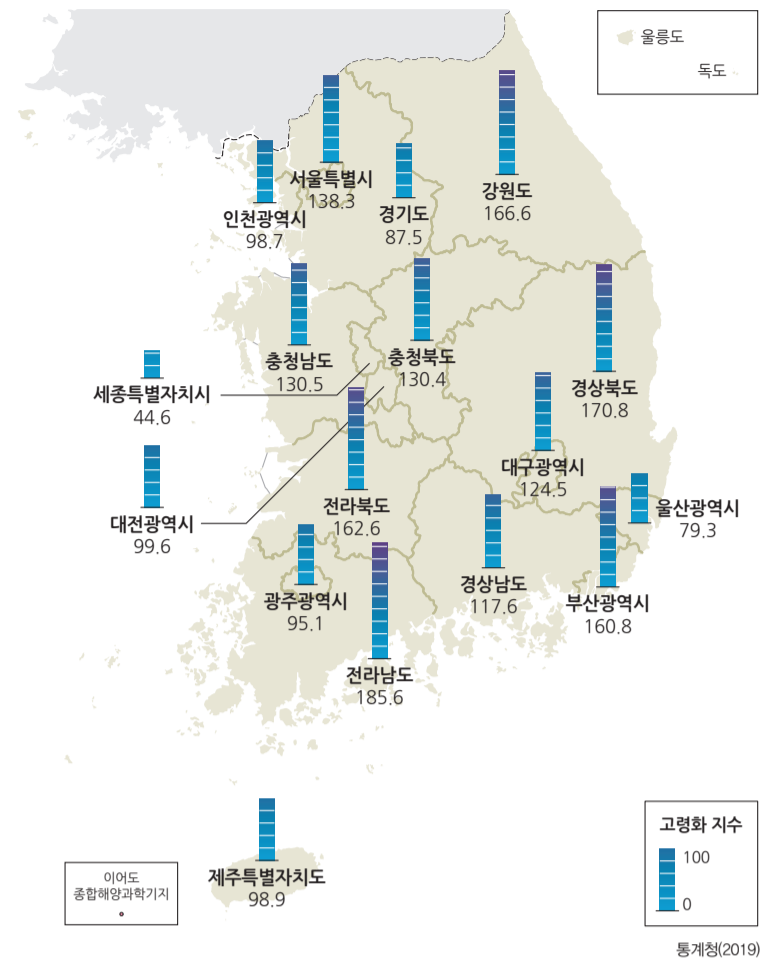 울릉도
독도
서울특별시
138.3
인천광역시
98.7
경기도
87.5
강원도
166.6
충청남도
130.5
충청북도
130.4
세종특별자치시
44.6
경상북도
170.8
대구광역시
124.5
대전광역시
99.6
전라북도
162.6
울산광역시
79.3
광주광역시
95.1
경상남도
117.6
부산광역시
160.8
전라남도
185.6
제주특별자치도
98.9
이어도
종합해양과학기지
고령화 지수
100
0
통계청(2019)